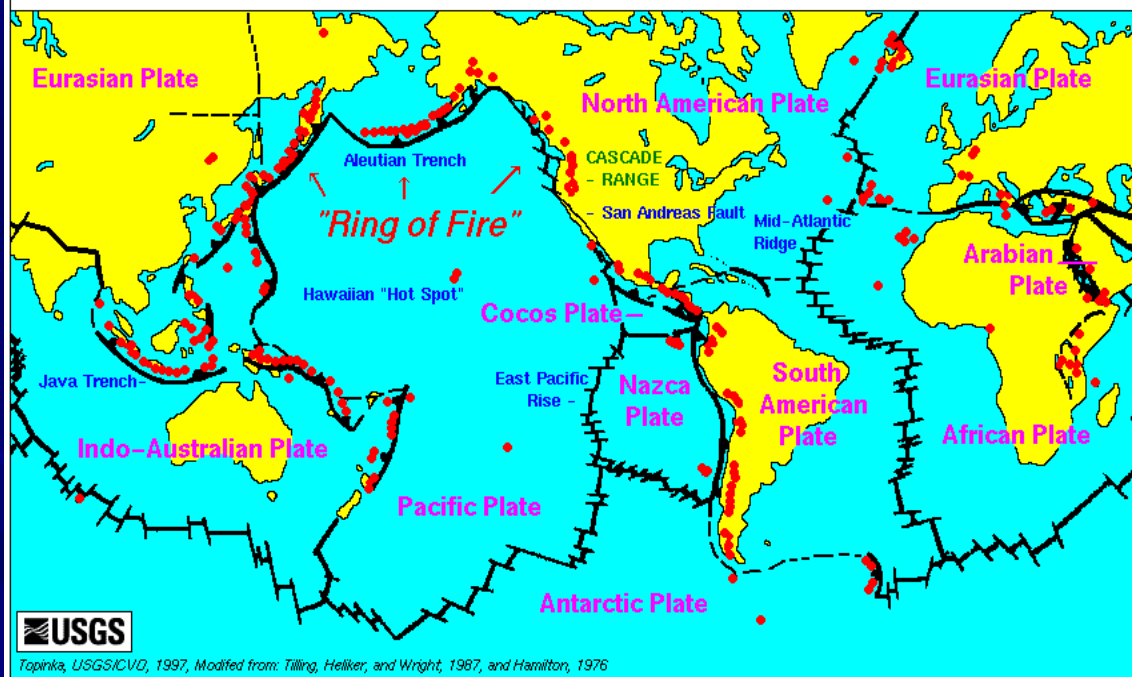 Eurasian Plate
North American Plate
Eurasian Plate
Aleutian Trench
CASCADE
- RANGE
"Ring of Fire"
- San Andreas Fault
Mid-Atlantic
Ridge
Arabian
Plate
Hawaiian "Hot Spot"
Cocos Plate
Java Trench-
East Pacific
Rise -
Nazca
Plate
South
American
Plate
Indo-Australian Plate
African Plate
Pacific Plate
Antarctic Plate
USGS
Topinka, USGS/CVO, 1997, Modifed from: Tilling, Heliker, and Wright, 1987, and Hamilton, 1976